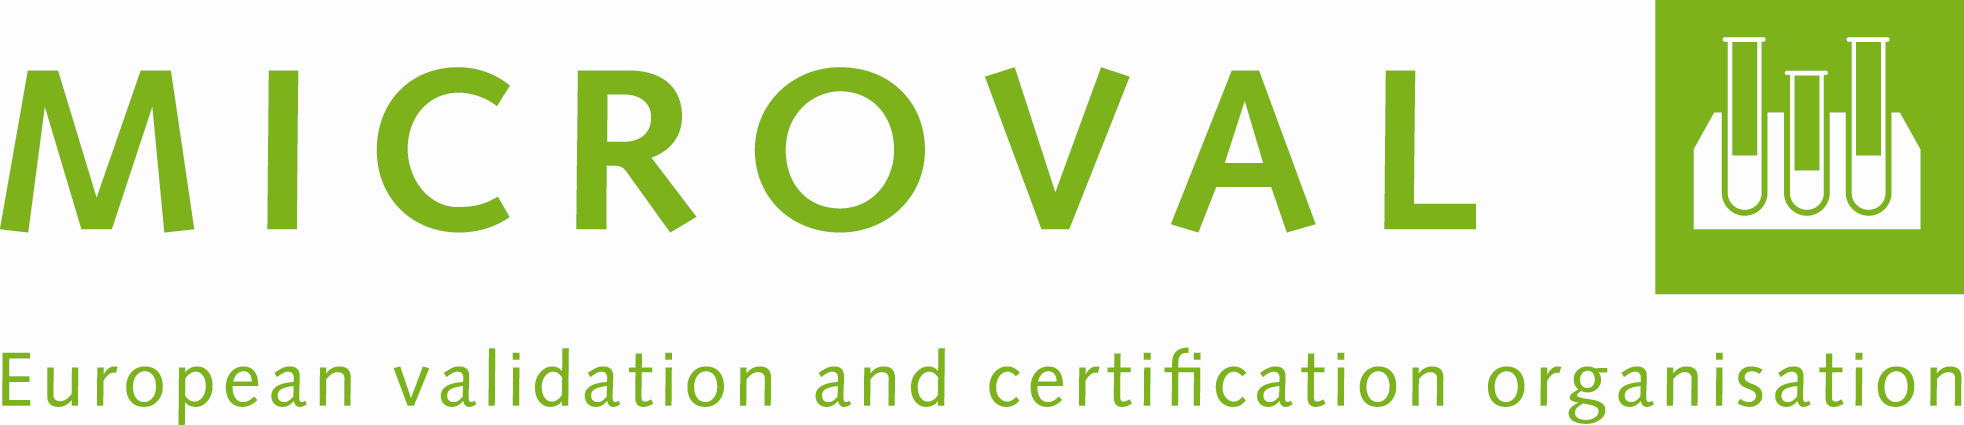 MICROVAL
European validation and certification organisation